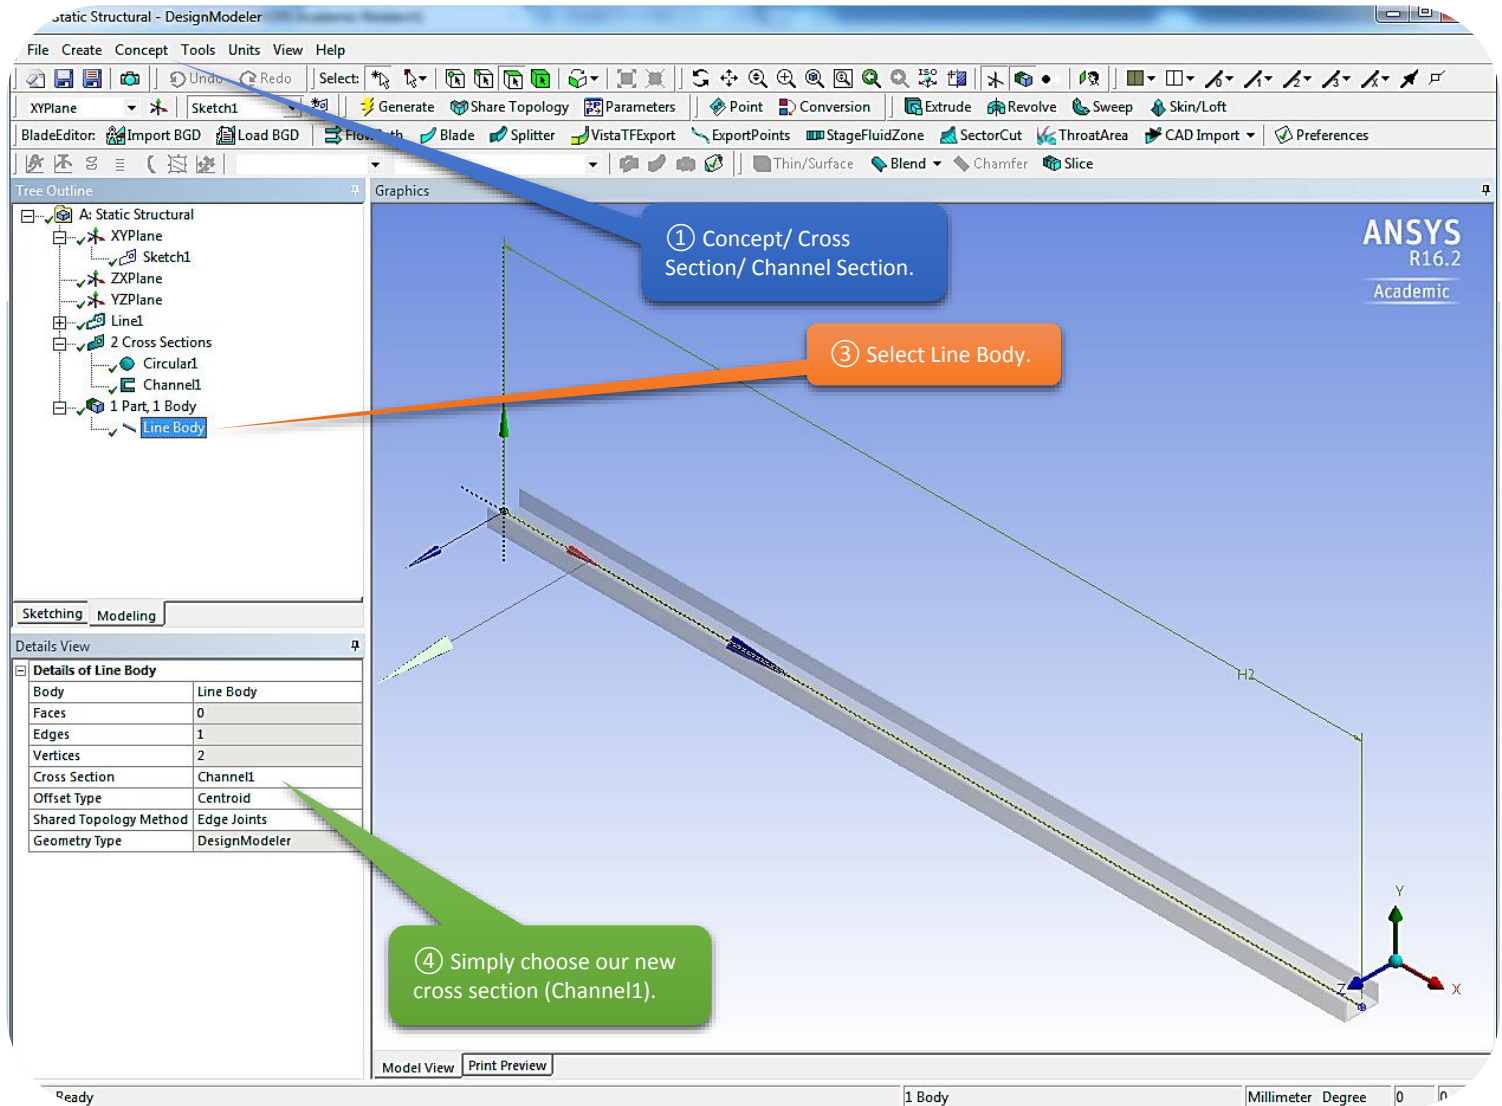 Static Structural - DesignModeler
File Create Concept Tools Units View Help
Undo Redo Select:
XYPlane Sketch1 Generate Share Topology Parameters Point Conversion Extrude Revolve Sweep Skin/Loft
BladeEditor: Import BGD Load BGD Blade Splitter VistaTFExport ExportPoints StageFluidZone SectorCut ThroatArea CAD Import Preferences
Thin/Surface Blend Chamfer Slice
Tree Outline
Graphics
A: Static Structural
XYPlane
Sketch1
ZXPlane
YZPlane
Line1
2 Cross Sections
Circular1
Channel1
1 Part, 1 Body
Line Body
① Concept/ Cross
Section/ Channel Section.
③ Select Line Body.
ANSYS
R16.2
Academic
H2
Sketching Modeling
Details View
Details of Line Body
Body Line Body
Faces 0
Edges 1
Vertices 2
Cross Section Channel1
Offset Type Centroid
Shared Topology Method Edge Joints
Geometry Type DesignModeler
④ Simply choose our new
cross section (Channel1).
Y
Z
X
Model View Print Preview
Ready 1 Body Millimeter Degree 0 0